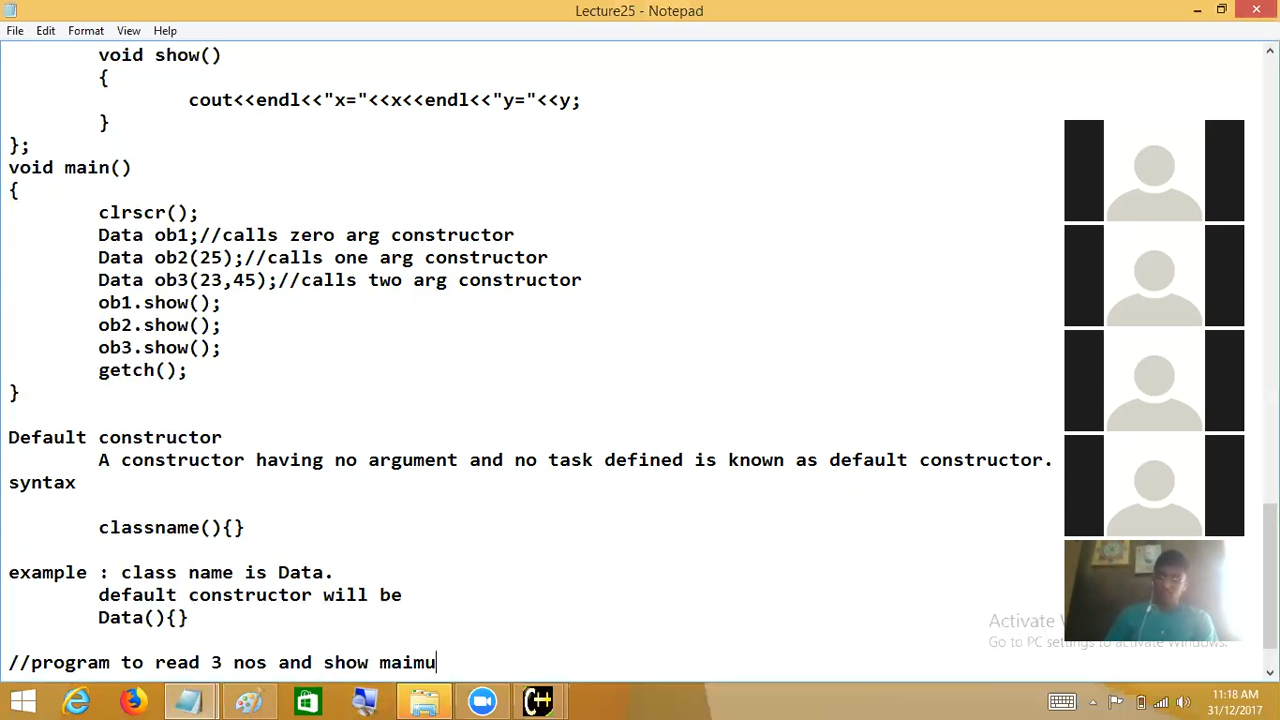 Lecture25 - Notepad
File Edit Format View Help
void show()
{
cout<<endl<<"x="<<x<<endl<<"y="<<y;
}
};
void main()
{
clrscr();
Data ob1;//calls zero arg constructor
Data ob2(25);//calls one arg constructor
Data ob3(23,45);//calls two arg constructor
ob1.show();
ob2.show();
ob3.show();
getch();
}
Default constructor
A constructor having no argument and no task defined is known as default constructor.
syntax
classname(){}
example : class name is Data.
default constructor will be
Data(){}
Activate
Go to PC settings to activate Windows.
//program to read 3 nos and show maimu
C++
11:18 AM
31/12/2017